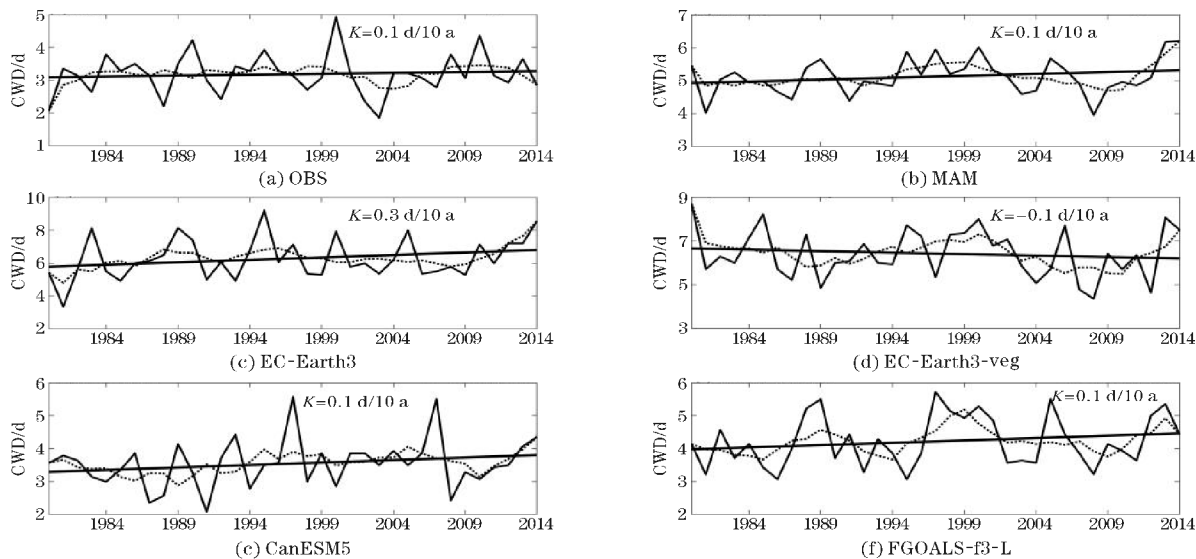 5
4
3
2
1
CWD/d
K=0.1 d/10 a
1984 1989 1994 1999 2004 2009 2014
(a) OBS
7
6
5
4
3
CWD/d
K=0.1 d/10 a
1984 1989 1994 1999 2004 2009 2014
(b) MAM
10
8
6
4
2
CWD/d
K=0.3 d/10 a
1984 1989 1994 1999 2004 2009 2014
(c) EC-Earth3
9
7
5
3
CWD/d
K=-0.1 d/10 a
1984 1989 1994 1999 2004 2009 2014
(d) EC-Earth3-veg
6
5
4
3
2
CWD/d
K=0.1 d/10 a
1984 1989 1994 1999 2004 2009 2014
(e) CanESM5
6
5
4
3
2
CWD/d
K=0.1 d/10 a
1984 1989 1994 1999 2004 2009 2014
(f) FGOALS-f3-L